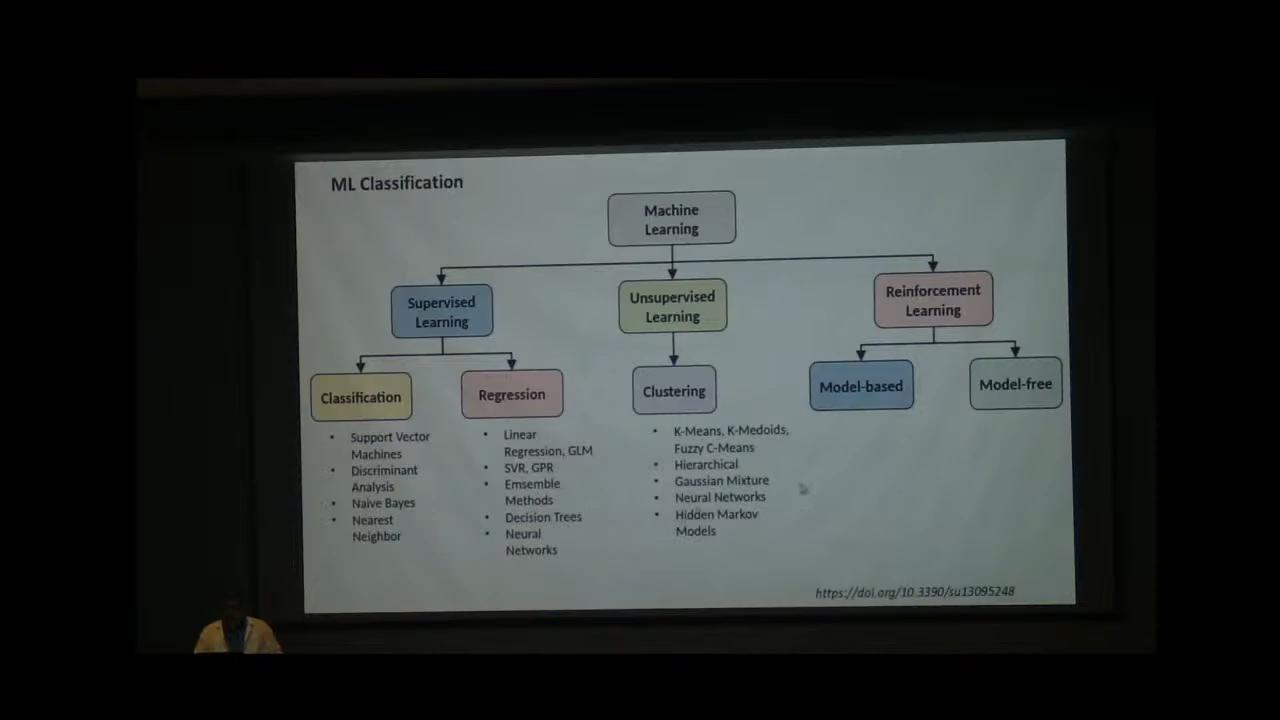 ML Classification
Machine
Learning
Supervised
Learning
Unsupervised
Learning
Reinforcement
Learning
Classification
Regression
Clustering
Model-based
Model-free
• Support Vector
Machines
• Discriminant
Analysis
• Naive Bayes
• Nearest
Neighbor
• Linear
Regression, GLM
• SVR, GPR
• Emsemble
Methods
• Decision Trees
• Neural
Networks
• K-Means, K-Medoids,
Fuzzy C-Means
• Hierarchical
• Gaussian Mixture
• Neural Networks
• Hidden Markov
Models
https://doi.org/10.3390/su13095248